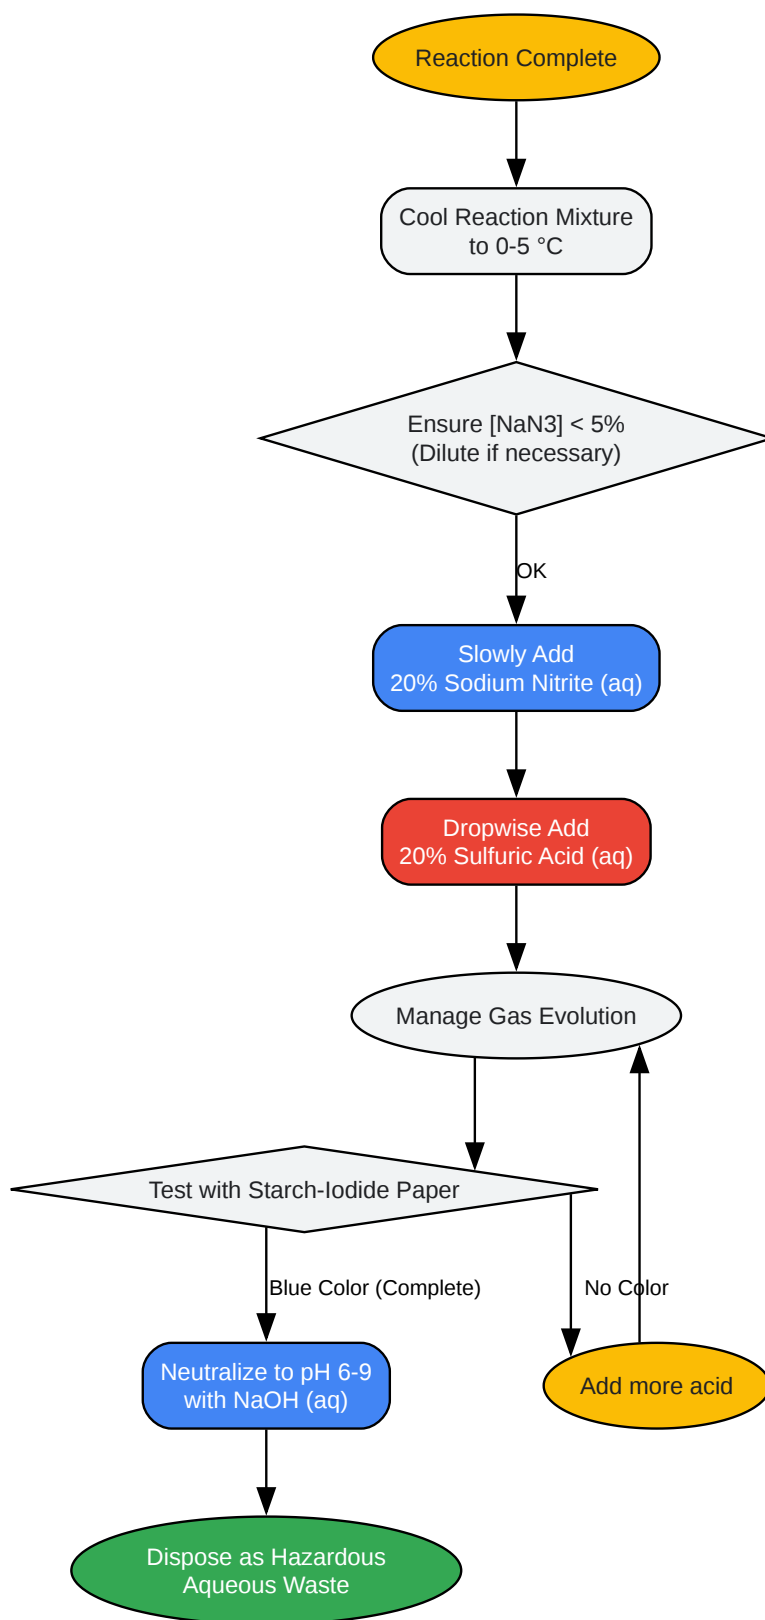 Reaction Complete
Cool Reaction Mixture
to 0-5 °C
Ensure [NaN3] < 5%
(Dilute if necessary)
OK
Slowly Add
20% Sodium Nitrite (aq)
Dropwise Add
20% Sulfuric Acid (aq)
Manage Gas Evolution
Test with Starch-Iodide Paper
Blue Color (Complete)
No Color
Neutralize to pH 6-9
with NaOH (aq)
Add more acid
Dispose as Hazardous
Aqueous Waste